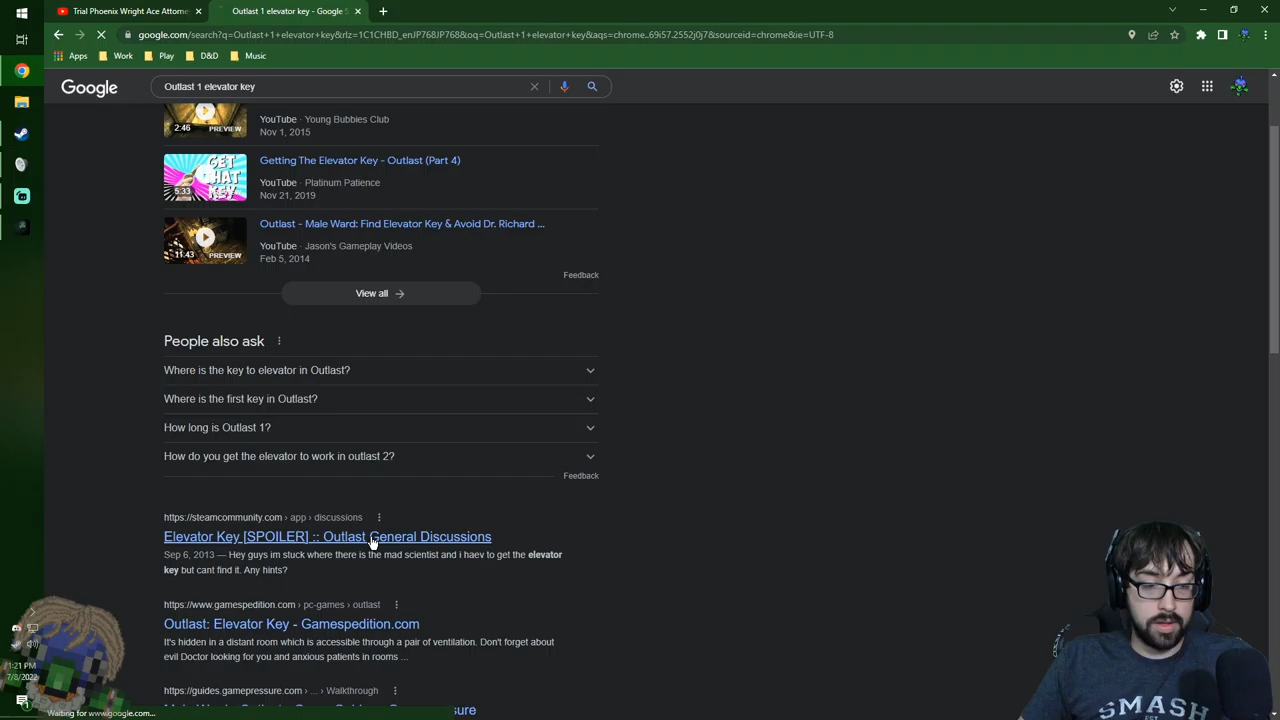 Trial Phoenix Wright Ace Attorne
Outlast 1 elevator key - Google S
google.com/search?q=Outlast+1+elevator+key&rlz=1C1CHBD_enJP768JP768&oq=Outlast+1+elevator+key&aqs=chrome..69i57.2552j0j7&sourceid=chrome&ie=UTF-8
Apps Work Play D&D Music
Google
Outlast 1 elevator key
2:46 PREVIEW
YouTube · Young Bubbies Club
Nov 1, 2015
GET THAT KEY
5:33
Getting The Elevator Key - Outlast (Part 4)
YouTube · Platinum Patience
Nov 21, 2019
11:43 PREVIEW
Outlast - Male Ward: Find Elevator Key & Avoid Dr. Richard ...
YouTube · Jason's Gameplay Videos
Feb 5, 2014
Feedback
View all
People also ask
Where is the key to elevator in Outlast?
Where is the first key in Outlast?
How long is Outlast 1?
How do you get the elevator to work in outlast 2?
Feedback
https://steamcommunity.com › app › discussions
Elevator Key [SPOILER] :: Outlast General Discussions
Sep 6, 2013 — Hey guys im stuck where there is the mad scientist and i haev to get the elevator
key but cant find it. Any hints?
https://www.gamespedition.com › pc-games › outlast
Outlast: Elevator Key - Gamespedition.com
It's hidden in a distant room which is accessible through a pair of ventilation. Don't forget about
evil Doctor looking for you and anxious patients in rooms ...
https://guides.gamepressure.com › ... › Walkthrough
1:21 PM
7/8/2022
Waiting for www.google.com...
SMASH